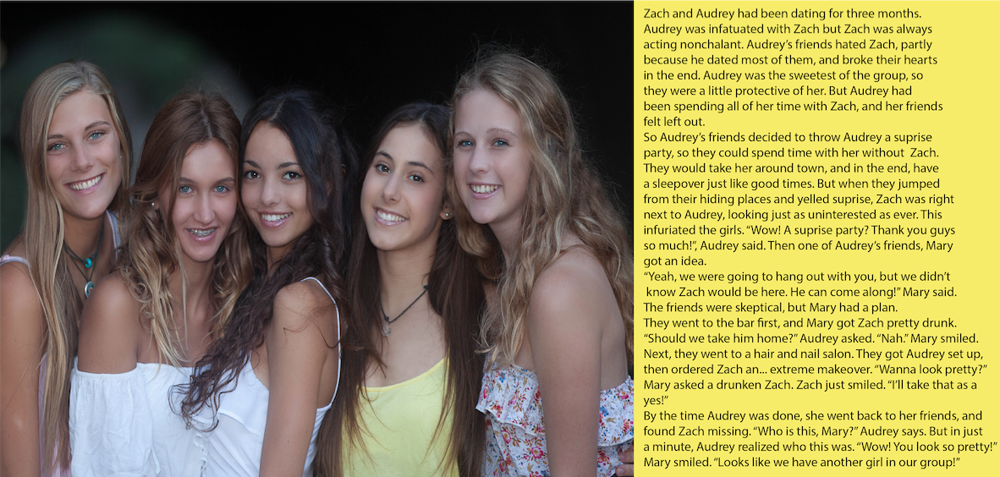 Zach and Audrey had been dating for three months.
Audrey was infatuated with Zach but Zach was always
acting nonchalant. Audrey’s friends hated Zach, partly
because he dated most of them, and broke their hearts
in the end. Audrey was the sweetest of the group, so
they were a little protective of her. But Audrey had
been spending all of her time with Zach, and her friends
felt left out.
So Audrey’s friends decided to throw Audrey a suprise
party, so they could spend time with her without  Zach.
They would take her around town, and in the end, have
a sleepover just like good times. But when they jumped
from their hiding places and yelled suprise, Zach was right
next to Audrey, looking just as uninterested as ever. This
infuriated the girls. “Wow! A suprise party? Thank you guys
so much!”, Audrey said. Then one of Audrey’s friends, Mary
got an idea.
“Yeah, we were going to hang out with you, but we didn’t
know Zach would be here. He can come along!” Mary said.
The friends were skeptical, but Mary had a plan.
They went to the bar first, and Mary got Zach pretty drunk.
“Should we take him home?” Audrey asked. “Nah.” Mary smiled.
Next, they went to a hair and nail salon. They got Audrey set up,
then ordered Zach an... extreme makeover. “Wanna look pretty?”
Mary asked a drunken Zach. Zach just smiled. “I’ll take that as a
yes!”
By the time Audrey was done, she went back to her friends, and
found Zach missing. “Who is this, Mary?” Audrey says. But in just
a minute, Audrey realized who this was. “Wow! You look so pretty!”
Mary smiled. “Looks like we have another girl in our group!”